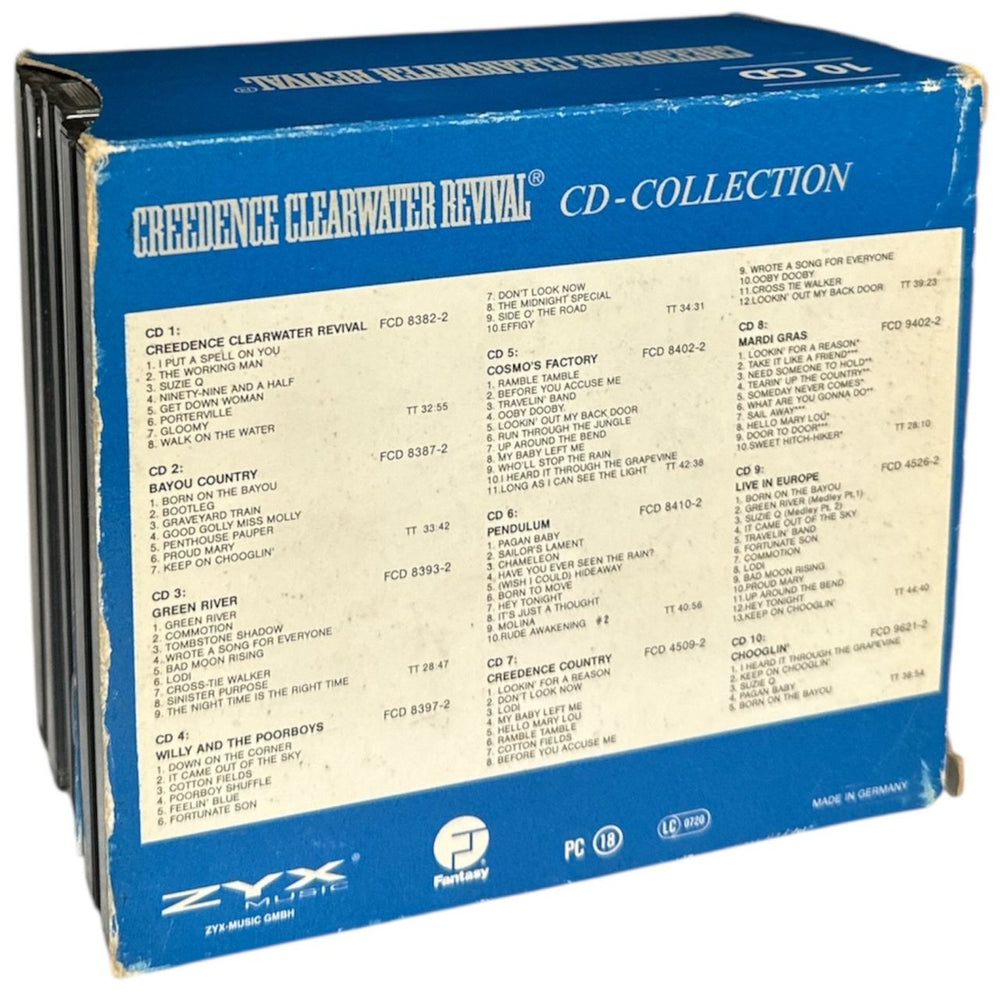 CREEDENCE CLEARWATER REVIVAL®
10 CD
CREEDENCE CLEARWATER REVIVAL® CD-COLLECTION
CD 1:
CREEDENCE CLEARWATER REVIVAL FCD 8382-2
1. I PUT A SPELL ON YOU
2. THE WORKING MAN
3. SUZIE Q
4. NINETY-NINE AND A HALF
5. GET DOWN WOMAN
6. PORTERVILLE
7. GLOOMY TT 32:55
8. WALK ON THE WATER
CD 2: FCD 8387-2
BAYOU COUNTRY
1. BORN ON THE BAYOU
2. BOOTLEG
3. GRAVEYARD TRAIN
4. GOOD GOLLY MISS MOLLY
5. PENTHOUSE PAUPER
6. PROUD MARY TT 33:42
7. KEEP ON CHOOGLIN'
CD 3: FCD 8393-2
GREEN RIVER
1. GREEN RIVER
2. COMMOTION
3. TOMBSTONE SHADOW
4. WROTE A SONG FOR EVERYONE
5. BAD MOON RISING
6. LODI
7. CROSS-TIE WALKER
8. SINISTER PURPOSE TT 28:47
9. THE NIGHT TIME IS THE RIGHT TIME
CD 4: FCD 8397-2
WILLY AND THE POORBOYS
1. DOWN ON THE CORNER
2. IT CAME OUT OF THE SKY
3. COTTON FIELDS
4. POORBOY SHUFFLE
5. FEELIN' BLUE
6. FORTUNATE SON
7. DON'T LOOK NOW
8. THE MIDNIGHT SPECIAL
9. SIDE O' THE ROAD TT 34:31
10.EFFIGY
CD 5: FCD 8402-2
COSMO'S FACTORY
1. RAMBLE TAMBLE
2. BEFORE YOU ACCUSE ME
3. TRAVELIN' BAND
4. OOBY DOOBY
5. LOOKIN' OUT MY BACK DOOR
6. RUN THROUGH THE JUNGLE
7. UP AROUND THE BEND
8. MY BABY LEFT ME
9. WHO'LL STOP THE RAIN
10.I HEARD IT THROUGH THE GRAPEVINE
11.LONG AS I CAN SEE THE LIGHT TT 42:38
CD 6: FCD 8410-2
PENDULUM
1. PAGAN BABY
2. SAILOR'S LAMENT
3. CHAMELEON
4. HAVE YOU EVER SEEN THE RAIN?
5. (WISH I COULD) HIDEAWAY
6. BORN TO MOVE
7. HEY TONIGHT
8. IT'S JUST A THOUGHT
9. MOLINA TT 40:56
10.RUDE AWAKENING #2
CD 7: FCD 4509-2
CREEDENCE COUNTRY
1. LOOKIN' FOR A REASON
2. DON'T LOOK NOW
3. LODI
4. MY BABY LEFT ME
5. HELLO MARY LOU
6. RAMBLE TAMBLE
7. COTTON FIELDS
8. BEFORE YOU ACCUSE ME
9. WROTE A SONG FOR EVERYONE
10.OOBY DOOBY
11.CROSS TIE WALKER TT 39:23
12.LOOKIN' OUT MY BACK DOOR
CD 8: FCD 9402-2
MARDI GRAS
1. LOOKIN' FOR A REASON*
2. TAKE IT LIKE A FRIEND***
3. NEED SOMEONE TO HOLD**
4. TEARIN' UP THE COUNTRY**
5. SOMEDAY NEVER COMES*
6. WHAT ARE YOU GONNA DO**
7. SAIL AWAY***
8. HELLO MARY LOU*
9. DOOR TO DOOR*** TT 28:10
10.SWEET HITCH-HIKER*
CD 9: FCD 4526-2
LIVE IN EUROPE
1. BORN ON THE BAYOU
2. GREEN RIVER (Medley Pt.1)
3. SUZIE Q (Medley Pt. 2)
4. IT CAME OUT OF THE SKY
5. TRAVELIN' BAND
6. FORTUNATE SON
7. COMMOTION
8. LODI
9. BAD MOON RISING
10.PROUD MARY
11.UP AROUND THE BEND
12.HEY TONIGHT TT 44:40
13.KEEP ON CHOOGLIN'
CD 10: FCD 9621-2
CHOOGLIN'
1. I HEARD IT THROUGH THE GRAPEVINE
2. KEEP ON CHOOGLIN'
3. SUZIE Q
4. PAGAN BABY TT 38:54
5. BORN ON THE BAYOU
ZYX MUSIC®
ZYX-MUSIC GMBH
Fantasy®
PC 18
LC 0720
MADE IN GERMANY